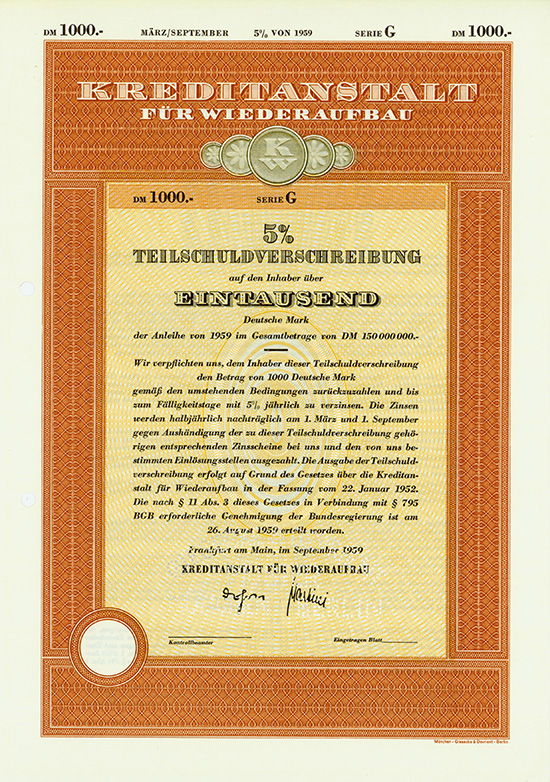 DM 1000.- MÄRZ/SEPTEMBER 5% VON 1959 SERIE G DM 1000.-
KREDITANSTALT
FÜR WIEDERAUFBAU
K
W
DM 1000.- SERIE G
5%
TEILSCHULDVERSCHREIBUNG
auf den Inhaber über
EINTAUSEND
Deutsche Mark
der Anleihe von 1959 im Gesamtbetrage von DM 150 000 000.-
Wir verpflichten uns, dem Inhaber dieser Teilschuldverschreibung
den Betrag von 1000 Deutsche Mark
gemäß den umstehenden Bedingungen zurückzuzahlen und bis
zum Fälligkeitstage mit 5% jährlich zu verzinsen. Die Zinsen
werden halbjährlich nachträglich am 1. März und 1. September
gegen Aushändigung der zu dieser Teilschuldverschreibung gehö-
rigen entsprechenden Zinsscheine bei uns und den von uns be-
stimmten Einlösungsstellen ausgezahlt. Die Ausgabe der Teilschuld-
verschreibung erfolgt auf Grund des Gesetzes über die Kreditan-
stalt für Wiederaufbau in der Fassung vom 22. Januar 1952.
Die nach § 11 Abs. 3 dieses Gesetzes in Verbindung mit § 795
BGB erforderliche Genehmigung der Bundesregierung ist am
26. August 1959 erteilt worden.
Frankfurt am Main, im September 1959
KREDITANSTALT FÜR WIEDERAUFBAU
Martini
Kontrollbeamter Eingetragen Blatt
München - Giesecke & Devrient - Berlin